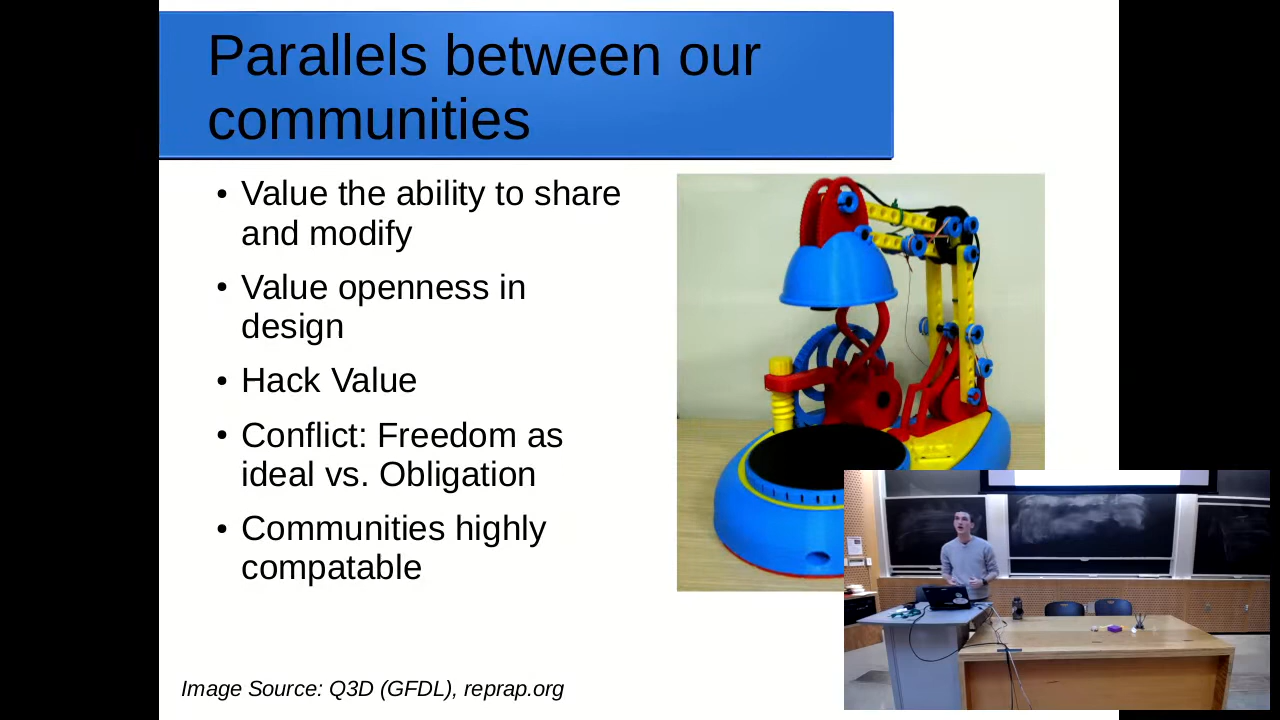 Parallels between our
communities
• Value the ability to share
and modify
• Value openness in
design
• Hack Value
• Conflict: Freedom as
ideal vs. Obligation
• Communities highly
compatable
Image Source: Q3D (GFDL), reprap.org